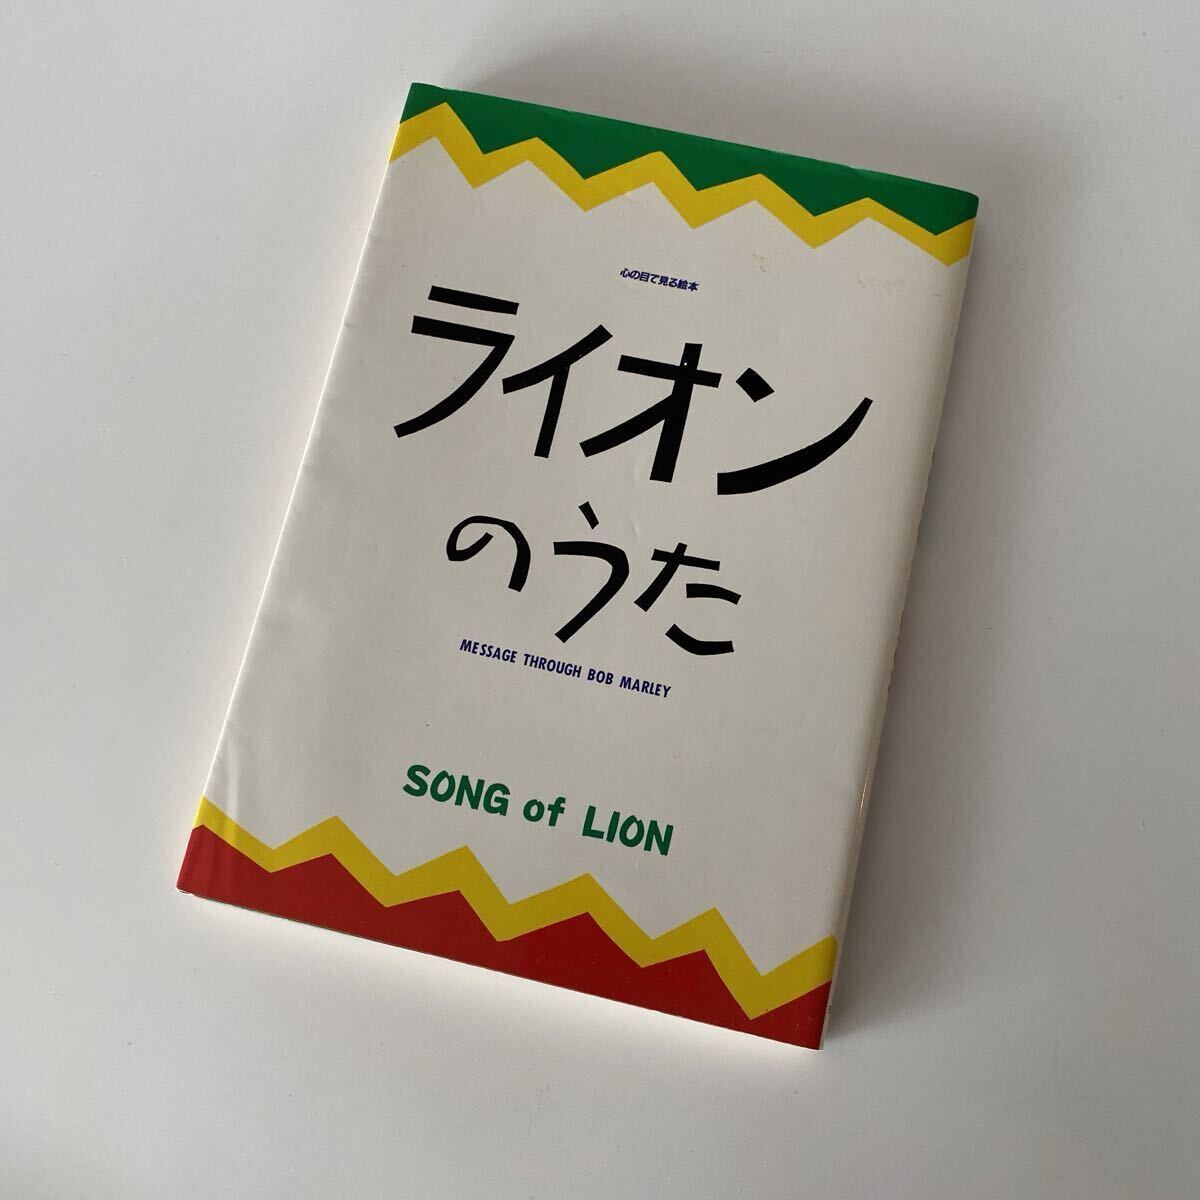 心の目で見る絵本
ライオン
のうた
MESSAGE THROUGH BOB MARLEY
SONG of LION